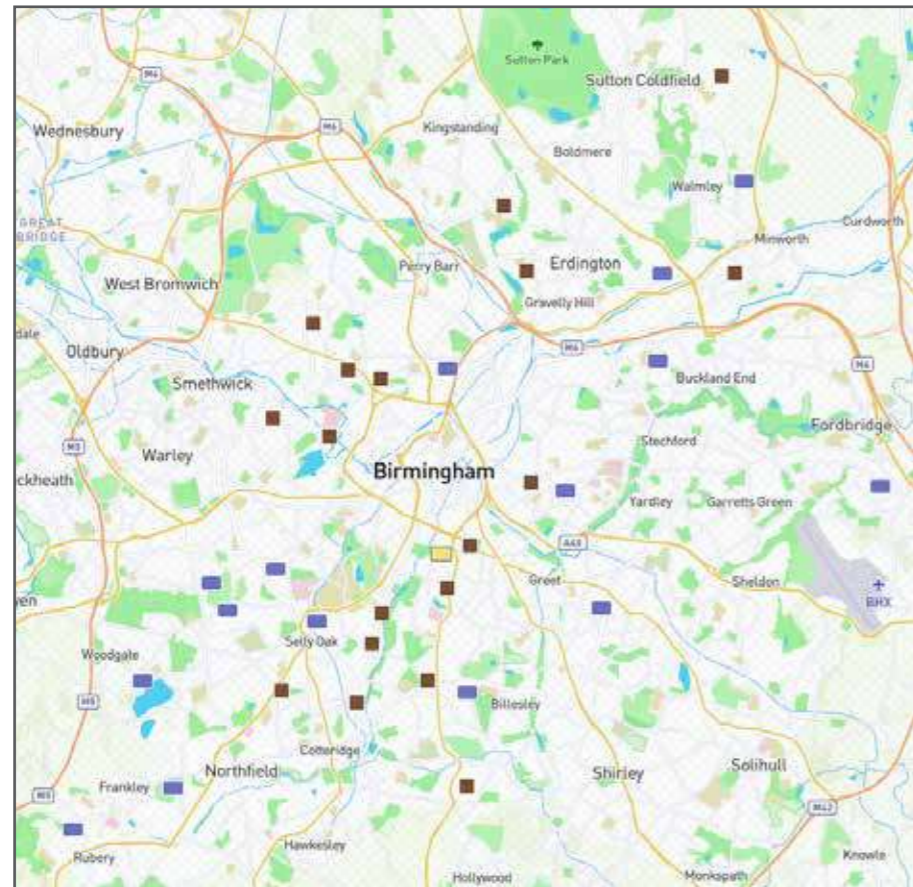 M6
Sutton Park
Sutton Coldfield
Wednesbury
M6
Kingstanding
Boldmere
Walmley
GREAT
BRIDGE
Curdworth
Minworth
Perry Barr
Erdington
West Bromwich
Gravelly Hill
dale
Oldbury
M6
Smethwick
M6
Buckland End
Fordbridge
Stechford
M5
Warley
Birmingham
ckheath
Yardley
Garretts Green
A45
Greet
Sheldon
BHX
yen
Selly Oak
Woodgate
M5
Billesley
Cotteridge
Northfield
Shirley
Solihull
Frankley
M5
M42
Rubery
Hawkesley
Knowle
Hollywood
Monkspath